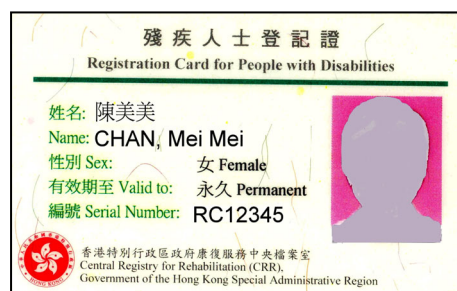 殘疾人士登記證
Registration Card for People with Disabilities
姓名: 陳美美
Name: CHAN, Mei Mei
性別 Sex: 女 Female
有效期至 Valid to: 永久 Permanent
編號 Serial Number: RC12345
香港特別行政區政府康復服務中央檔案室
Central Registry for Rehabilitation (CRR),
Government of the Hong Kong Special Administrative Region
HONG KONG